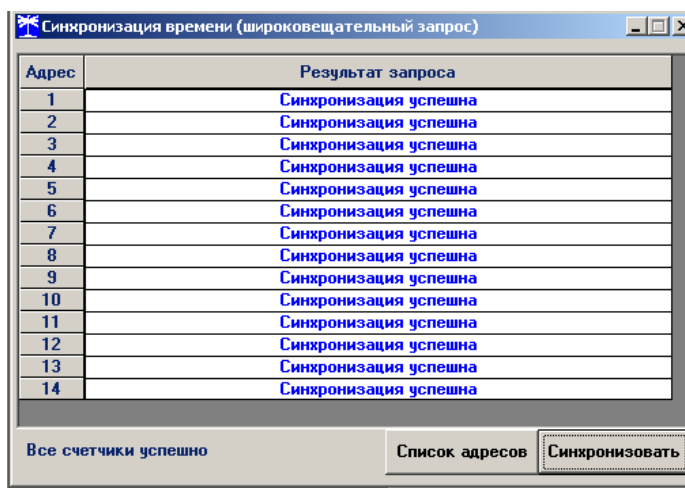 Синхронизация времени (широковещательный запрос)
Адрес Результат запроса
1 Синхронизация успешна
2 Синхронизация успешна
3 Синхронизация успешна
4 Синхронизация успешна
5 Синхронизация успешна
6 Синхронизация успешна
7 Синхронизация успешна
8 Синхронизация успешна
9 Синхронизация успешна
10 Синхронизация успешна
11 Синхронизация успешна
12 Синхронизация успешна
13 Синхронизация успешна
14 Синхронизация успешна
Все счетчики успешно Список адресов Синхронизовать